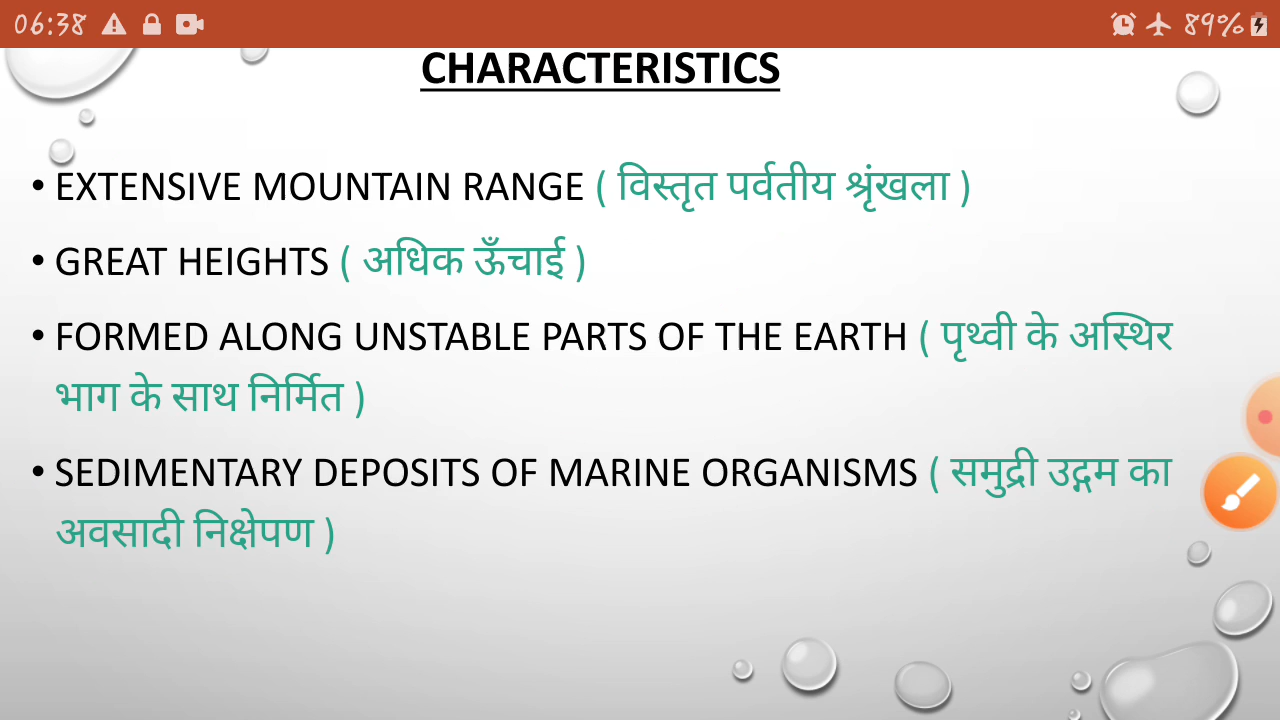 06:38 89%
CHARACTERISTICS
• EXTENSIVE MOUNTAIN RANGE ( विस्तृत पर्वतीय श्रृंखला )
• GREAT HEIGHTS ( अधिक ऊँचाई )
• FORMED ALONG UNSTABLE PARTS OF THE EARTH ( पृथ्वी के अस्थिर
भाग के साथ निर्मित )
• SEDIMENTARY DEPOSITS OF MARINE ORGANISMS ( समुद्री उद्गम का
अवसादी निक्षेपण )